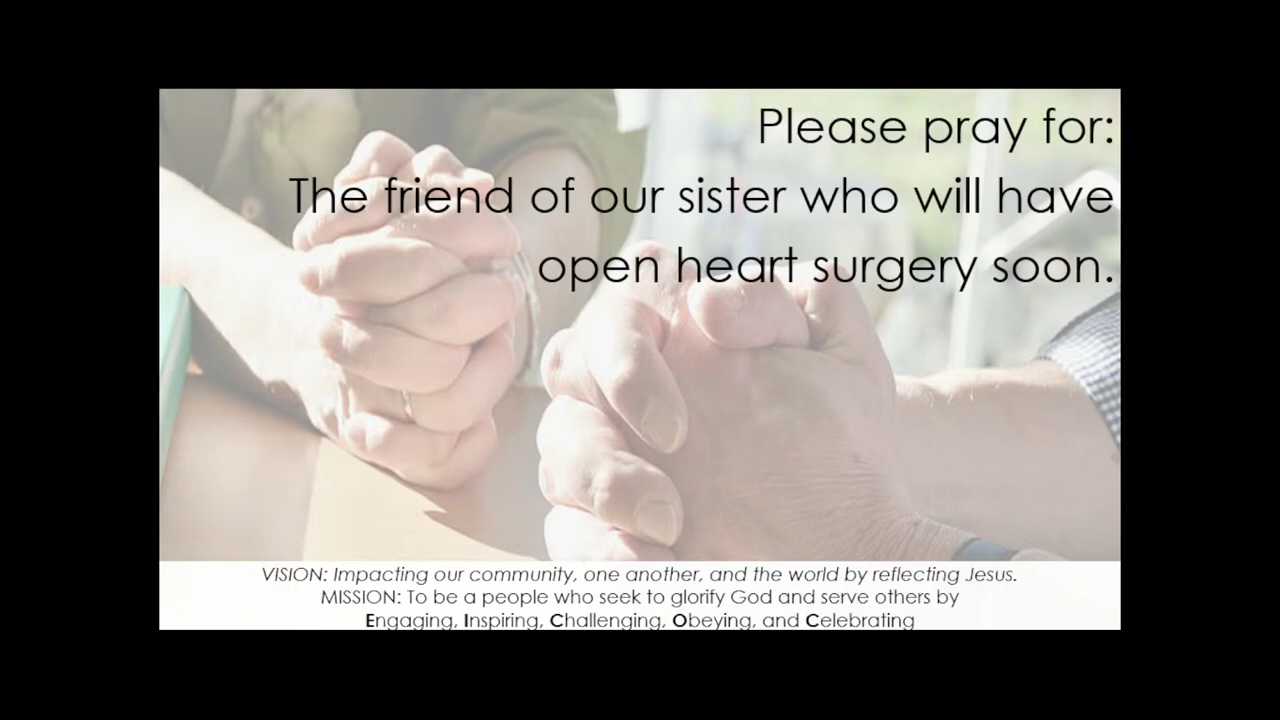 Please pray for:
The friend of our sister who will have
open heart surgery soon.
VISION: Impacting our community, one another, and the world by reflecting Jesus.
MISSION: To be a people who seek to glorify God and serve others by
Engaging, Inspiring, Challenging, Obeying, and Celebrating